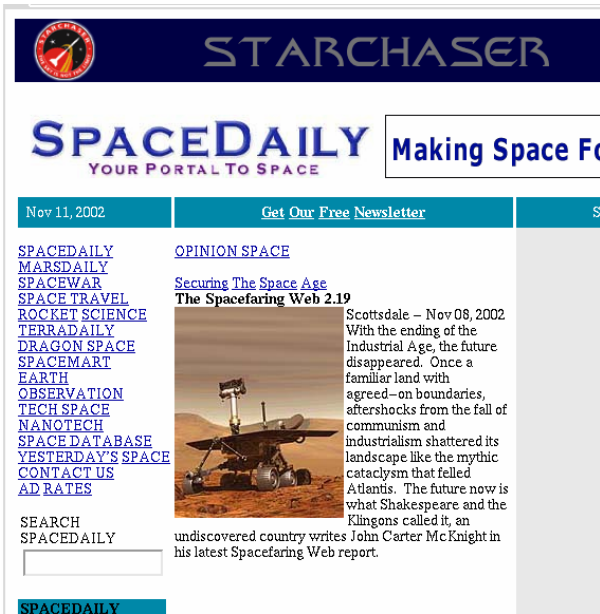 STARCHASER
STARCHASER
SPACEDAILY
YOUR PORTAL TO SPACE
Making Space Fo
Nov 11, 2002
Get Our Free Newsletter
S
SPACEDAILY
MARSDAILY
SPACEWAR
SPACE TRAVEL
ROCKET SCIENCE
TERRADAILY
DRAGON SPACE
SPACEMART
EARTH
OBSERVATION
TECH SPACE
NANOTECH
SPACE DATABASE
YESTERDAY'S SPACE
CONTACT US
AD RATES
SEARCH
SPACEDAILY
SPACEDAILY
OPINION SPACE
Securing The Space Age
The Spacefaring Web 2.19
Scottsdale - Nov 08, 2002
With the ending of the
Industrial Age, the future
disappeared. Once a
familiar land with
agreed-on boundaries,
aftershocks from the fall of
communism and
industrialism shattered its
landscape like the mythic
cataclysm that felled
Atlantis. The future now is
what Shakespeare and the
Klingons called it, an
undiscovered country writes John Carter McKnight in
his latest Spacefaring Web report.